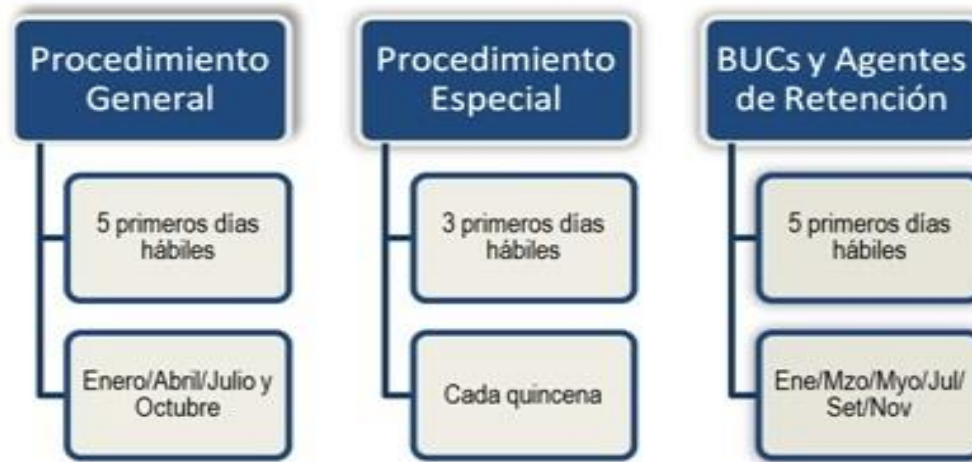 Procedimiento
General
5 primeros días
hábiles
Enero/Abril/Julio y
Octubre
Procedimiento
Especial
3 primeros días
hábiles
Cada quincena
BUCs y Agentes
de Retención
5 primeros días
hábiles
Ene/Mzo/Myo/Jul/
Set/Nov